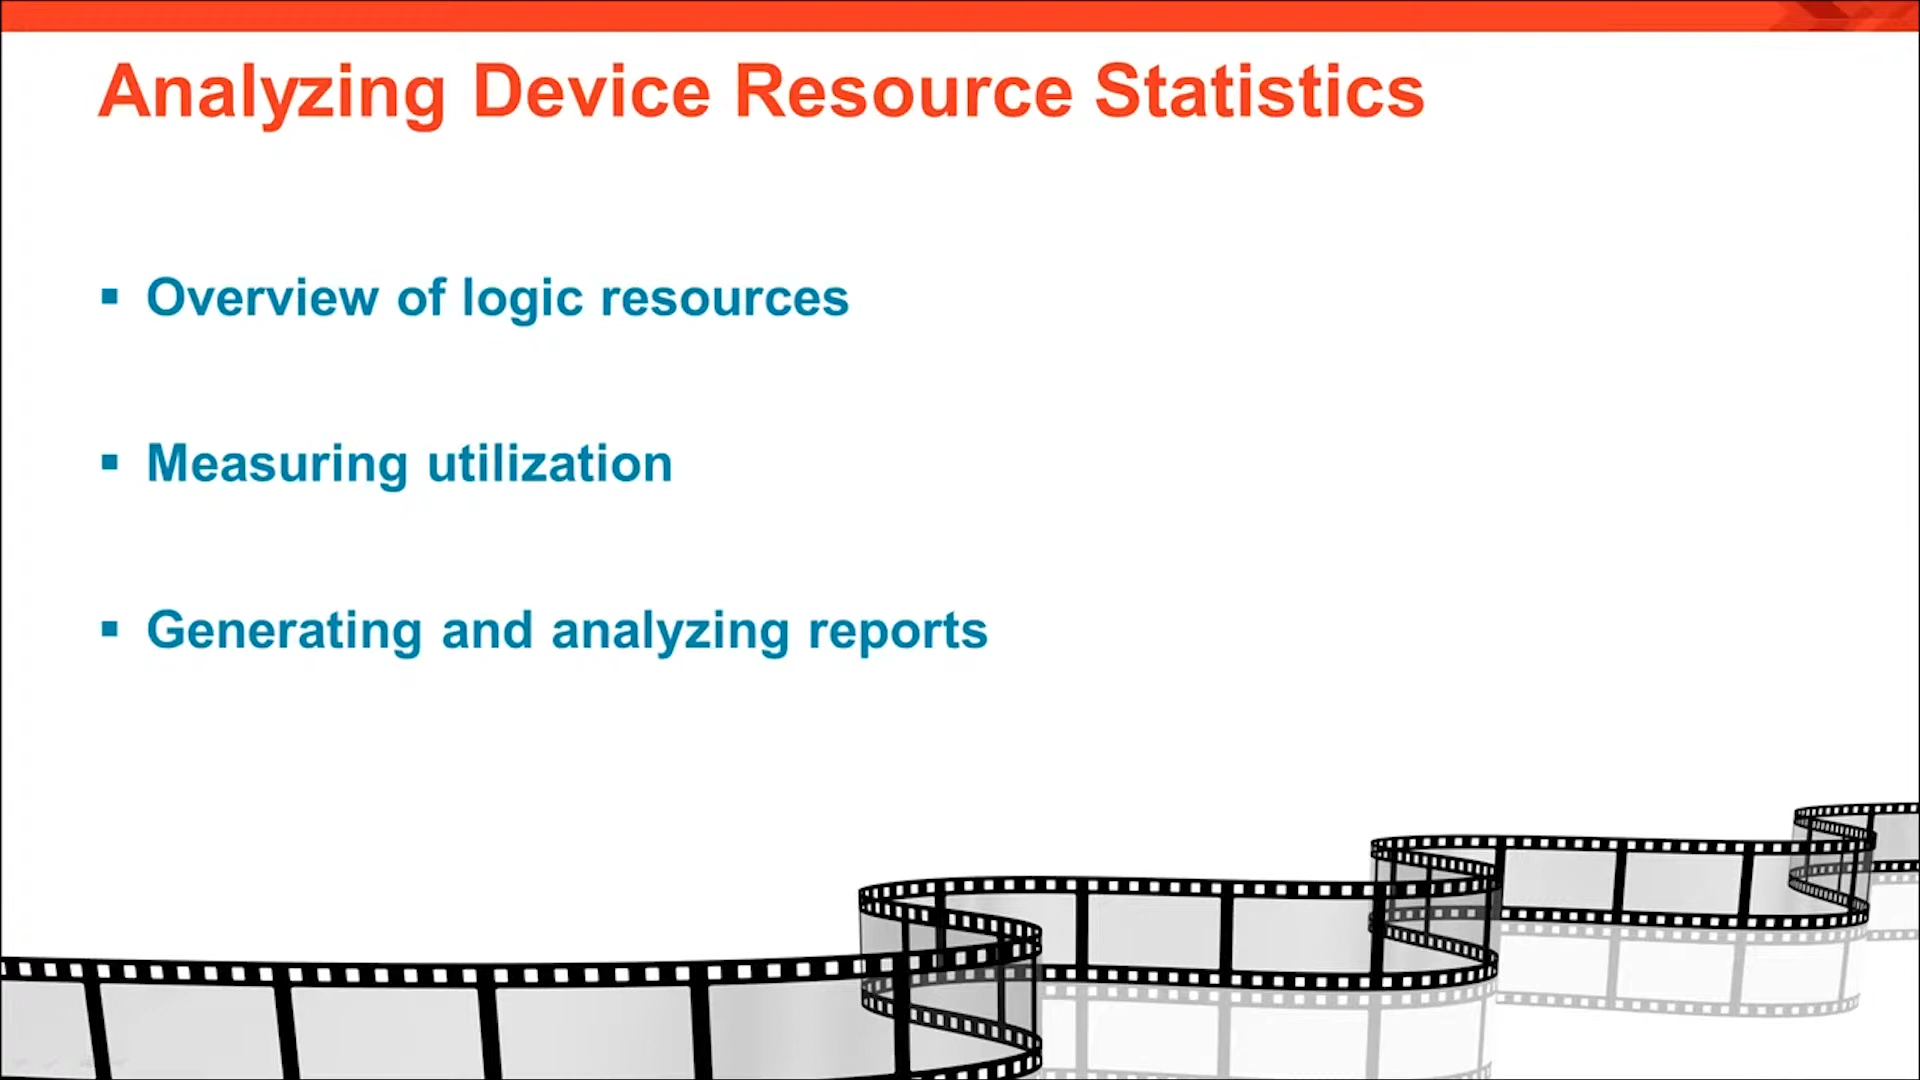 Analyzing Device Resource Statistics
▪ Overview of logic resources
▪ Measuring utilization
▪ Generating and analyzing reports